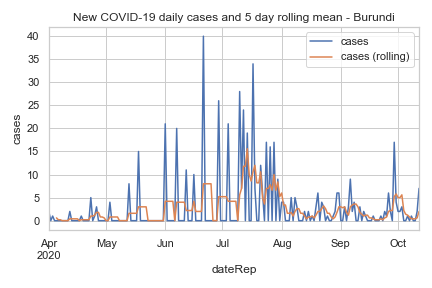 New COVID-19 daily cases and 5 day rolling mean - Burundi
cases
cases (rolling)
40
35
30
25
20
15
10
5
0
cases
Apr
2020
May
Jun
Jul
Aug
Sep
Oct
dateRep